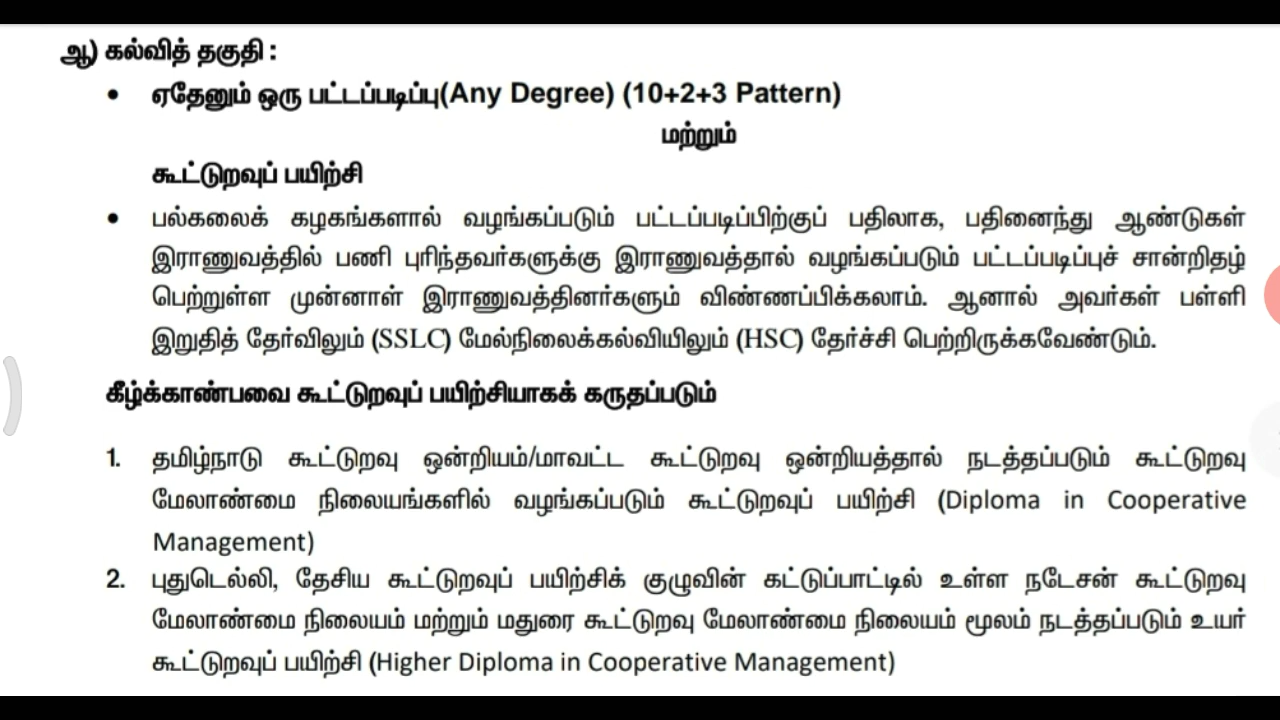 ஆ) கல்வித் தகுதி :
• ஏதேனும் ஒரு பட்டப்படிப்பு(Any Degree) (10+2+3 Pattern)
மற்றும்
கூட்டுறவுப் பயிற்சி
• பல்கலைக் கழகங்களால் வழங்கப்படும் பட்டப்படிப்பிற்குப் பதிலாக, பதினைந்து ஆண்டுகள்
இராணுவத்தில் பணி புரிந்தவர்களுக்கு இராணுவத்தால் வழங்கப்படும் பட்டப்படிப்புச் சான்றிதழ்
பெற்றுள்ள முன்னாள் இராணுவத்தினர்களும் விண்ணப்பிக்கலாம். ஆனால் அவர்கள் பள்ளி
இறுதித் தேர்விலும் (SSLC) மேல்நிலைக்கல்வியிலும் (HSC) தேர்ச்சி பெற்றிருக்கவேண்டும்.
கீழ்க்காண்பவை கூட்டுறவுப் பயிற்சியாகக் கருதப்படும்
1. தமிழ்நாடு கூட்டுறவு ஒன்றியம்/மாவட்ட கூட்டுறவு ஒன்றியத்தால் நடத்தப்படும் கூட்டுறவு
மேலாண்மை நிலையங்களில் வழங்கப்படும் கூட்டுறவுப் பயிற்சி (Diploma in Cooperative
Management)
2. புதுடெல்லி, தேசிய கூட்டுறவுப் பயிற்சிக் குழுவின் கட்டுப்பாட்டில் உள்ள நடேசன் கூட்டுறவு
மேலாண்மை நிலையம் மற்றும் மதுரை கூட்டுறவு மேலாண்மை நிலையம் மூலம் நடத்தப்படும் உயர்
கூட்டுறவுப் பயிற்சி (Higher Diploma in Cooperative Management)